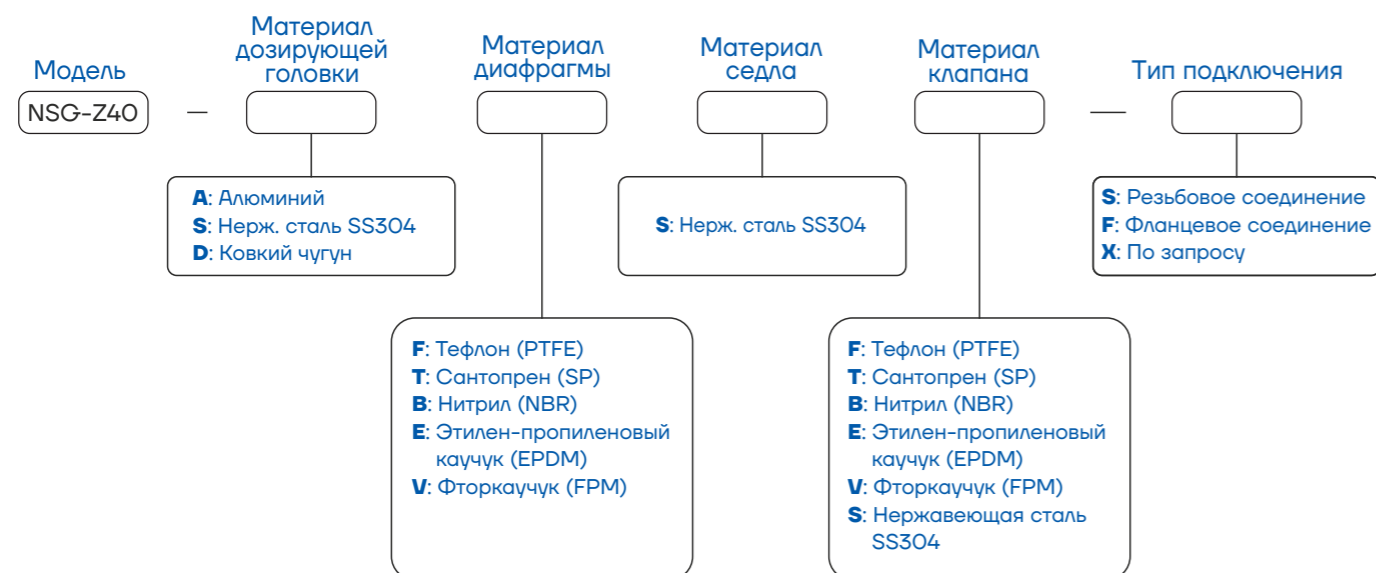 Модель
NSG-Z40
—
Материал
дозирующей
головки
Материал
диафрагмы
Материал
седла
Материал
клапана
—
Тип подключения
A: Алюминий
S: Нерж. сталь SS304
D: Ковкий чугун
S: Нерж. сталь SS304
S: Резьбовое соединение
F: Фланцевое соединение
X: По запросу
F: Тефлон (PTFE)
T: Сантопрен (SP)
B: Нитрил (NBR)
E: Этилен-пропиленовый
каучук (EPDM)
V: Фторкаучук (FPM)
F: Тефлон (PTFE)
T: Сантопрен (SP)
B: Нитрил (NBR)
E: Этилен-пропиленовый
каучук (EPDM)
V: Фторкаучук (FPM)
S: Нержавеющая сталь
SS304